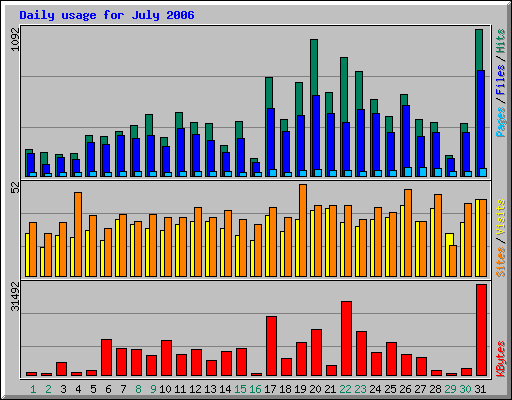 Daily usage for July 2006
1092
Pages / Files / Hits
52
Sites / Visits
31492
KBytes
1 2 3 4 5 6 7 8 9 10 11 12 13 14 15 16 17 18 19 20 21 22 23 24 25 26 27 28 29 30 31